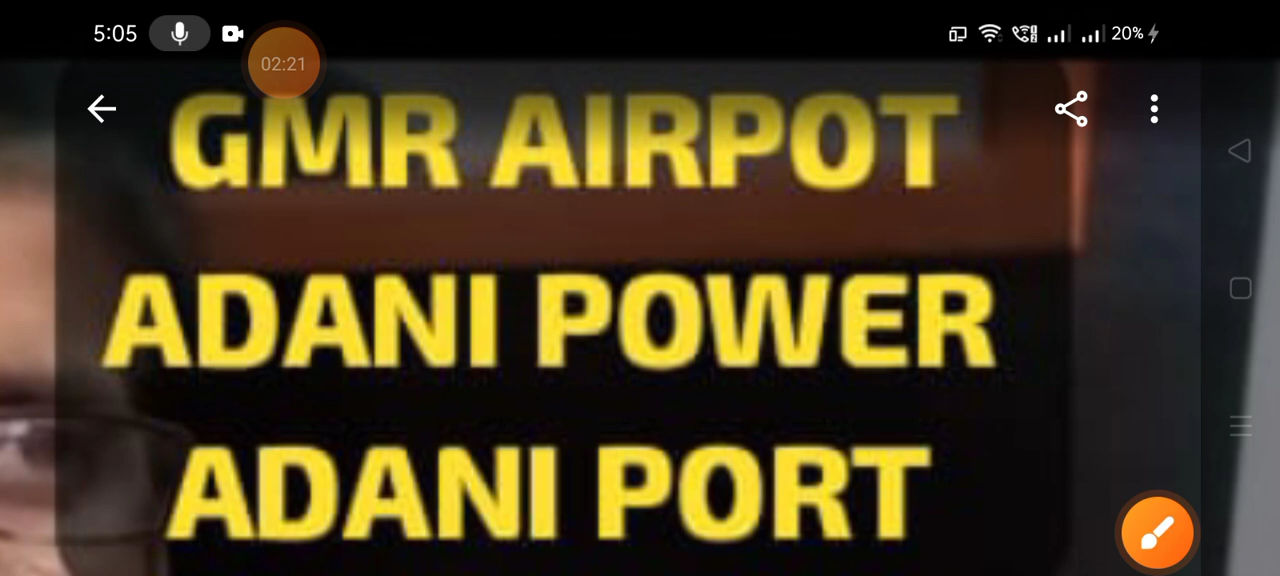 5:05
20%
02:21
GMR AIRPOT
ADANI POWER
ADANI PORT